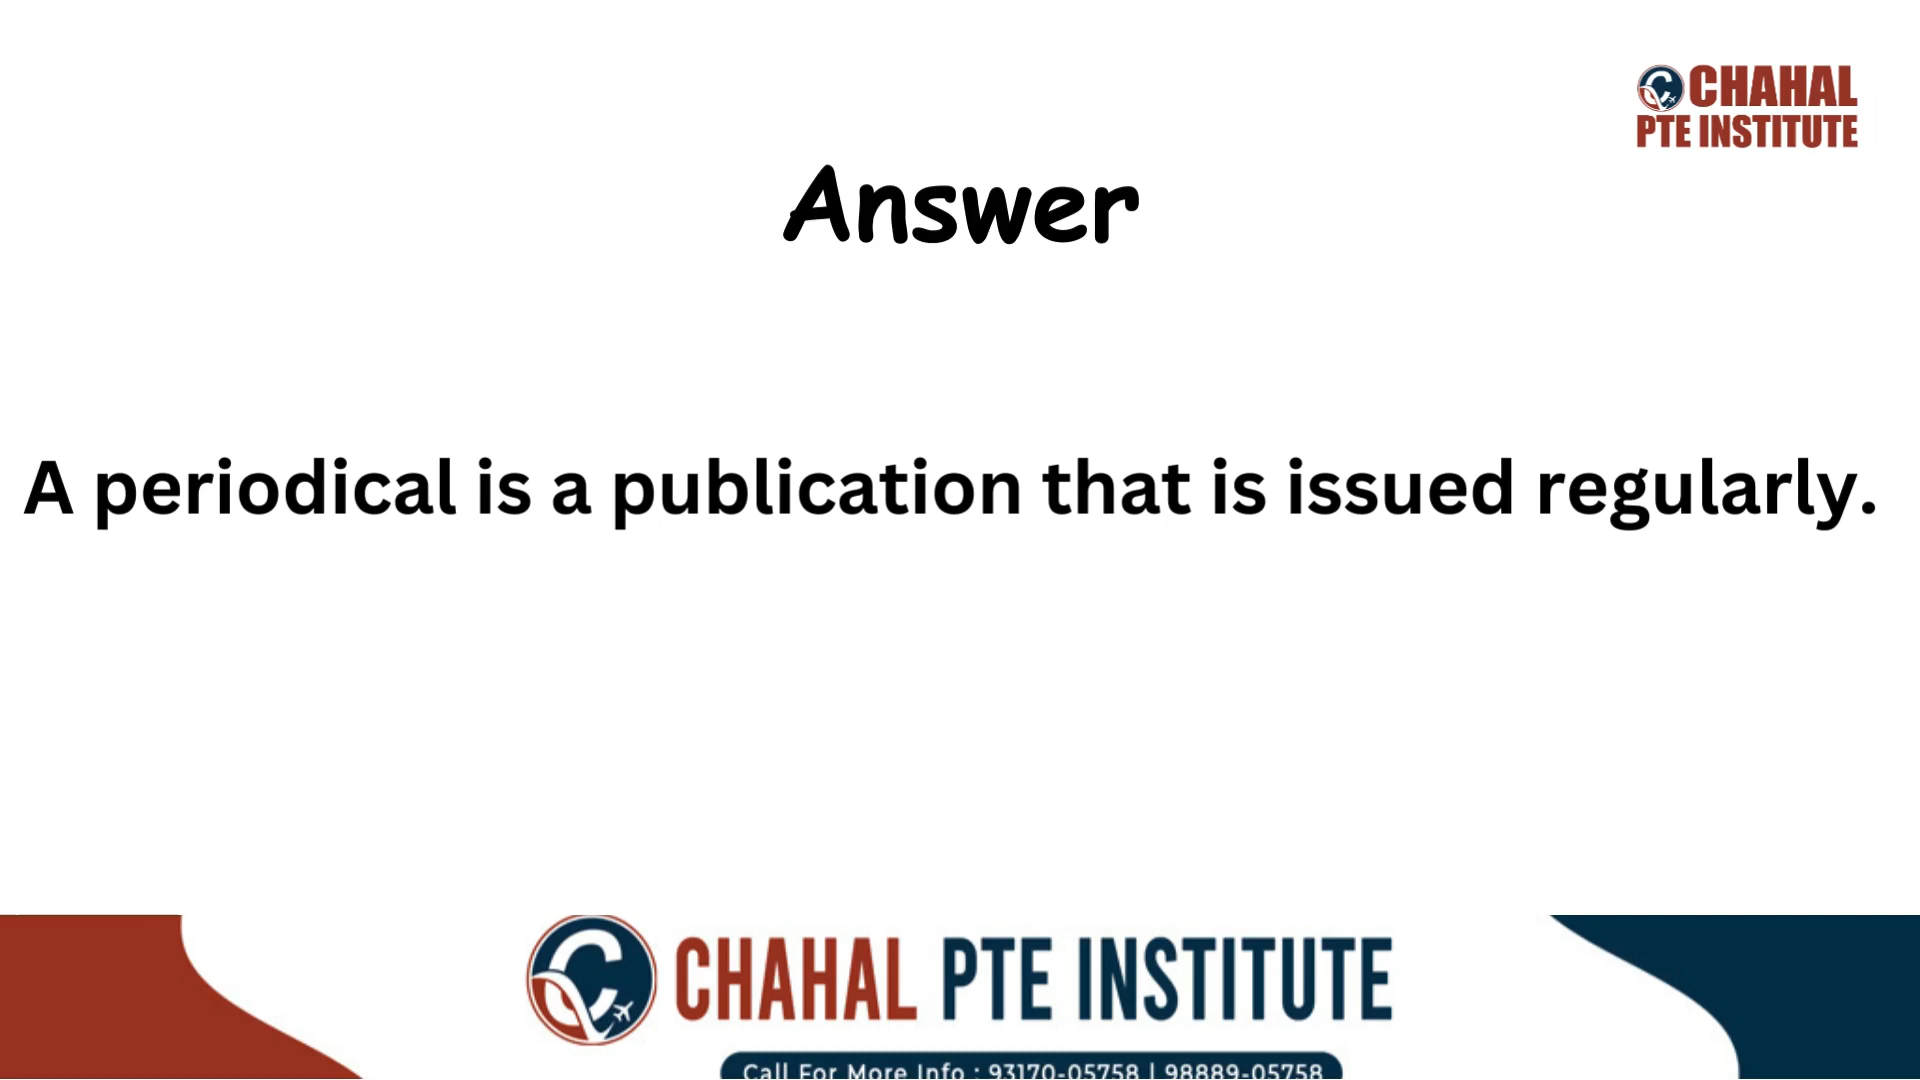 CHAHAL
PTE INSTITUTE
Answer
A periodical is a publication that is issued regularly.
CHAHAL PTE INSTITUTE
Call For More Info : 93170-05758 | 98889-05758